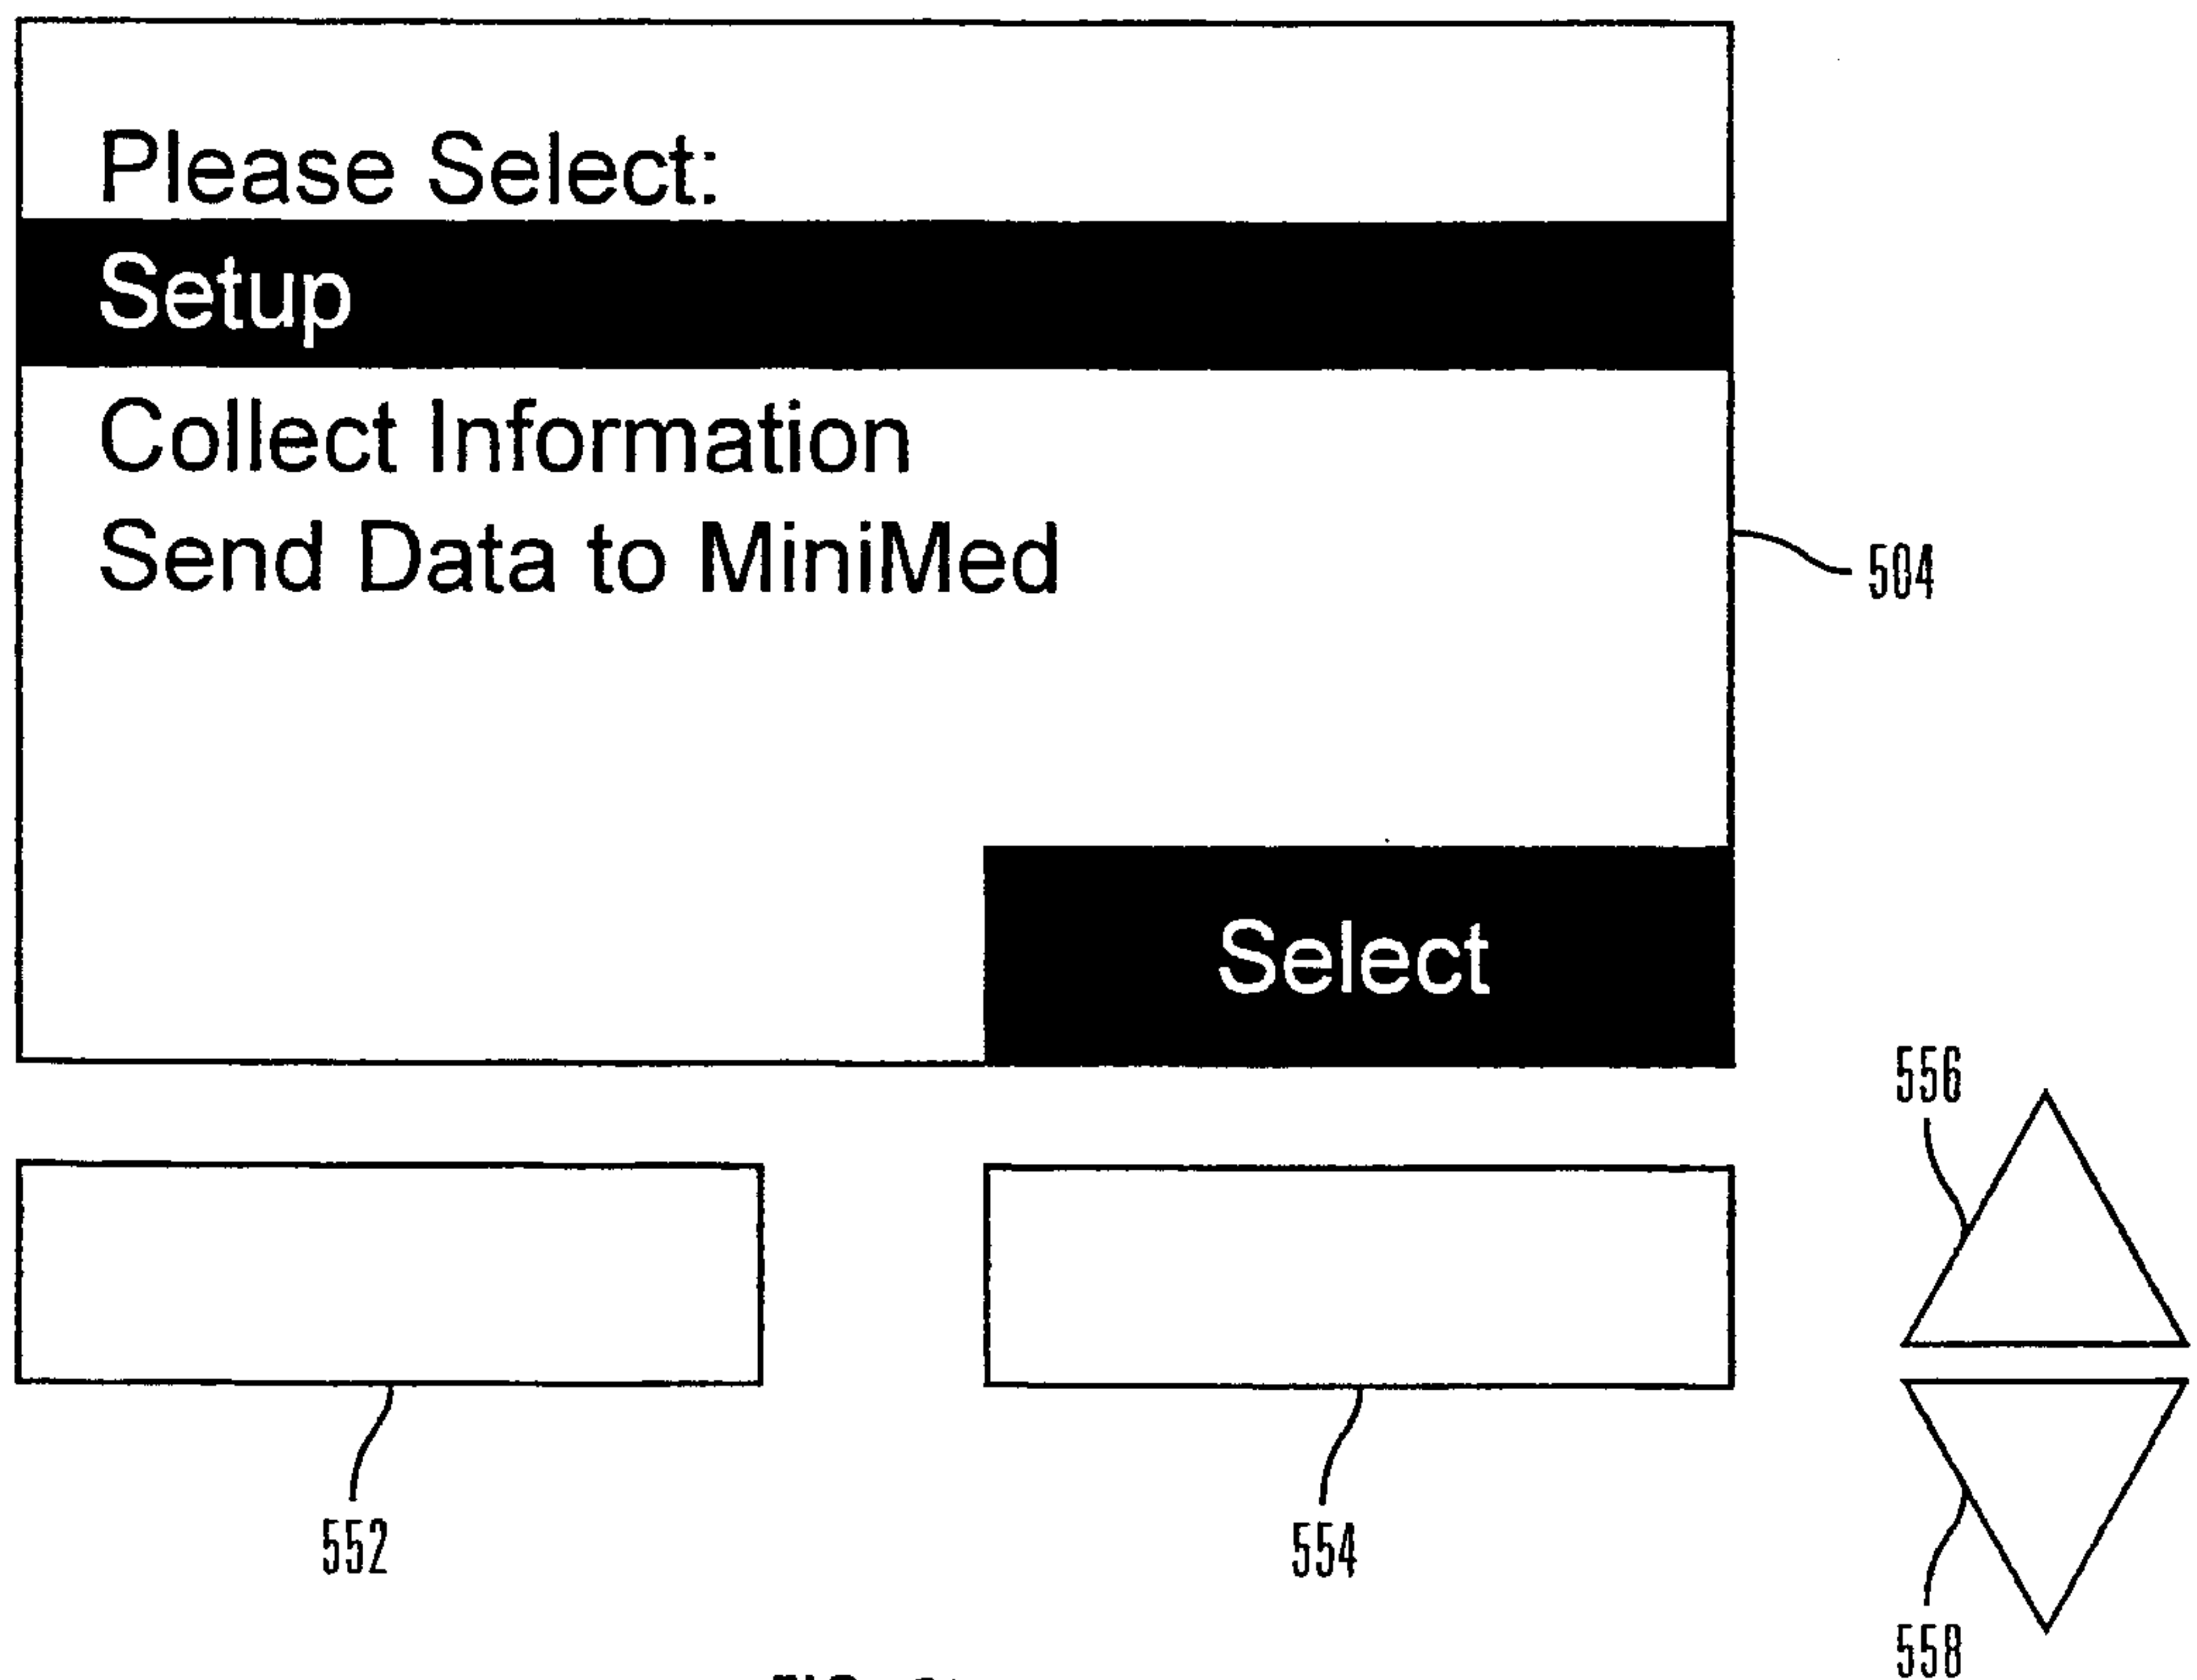 Please Select:
Setup
Collect Information
Send Data to MiniMed
504
Select
556
552
554
558